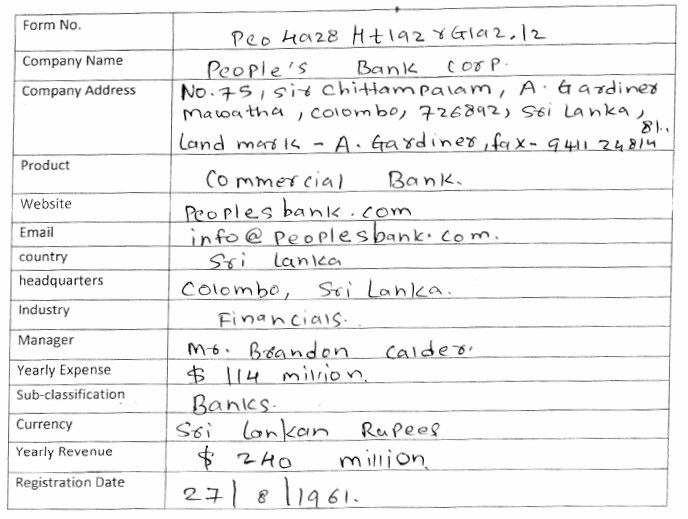 Form No. Peo 4a28 Ht1az rG1az.12
Company Name People's Bank Corp.
Company Address No.75, Sir Chittampalam, A. Gardiner
Mawatha, Colombo, 726892, Sri Lanka,
Land mark - A. Gardiner, fax - 9411 24814
81..
Product Commercial Bank.
Website Peoplesbank.com
Email info@peoplesbank.com.
country Sri Lanka
headquarters Colombo, Sri Lanka.
Industry Financials.
Manager Mr. Brandon Calder.
Yearly Expense $ 114 million.
Sub-classification Banks.
Currency Sri Lankan Rupees
Yearly Revenue $ 240 million
Registration Date 27/8/1961.